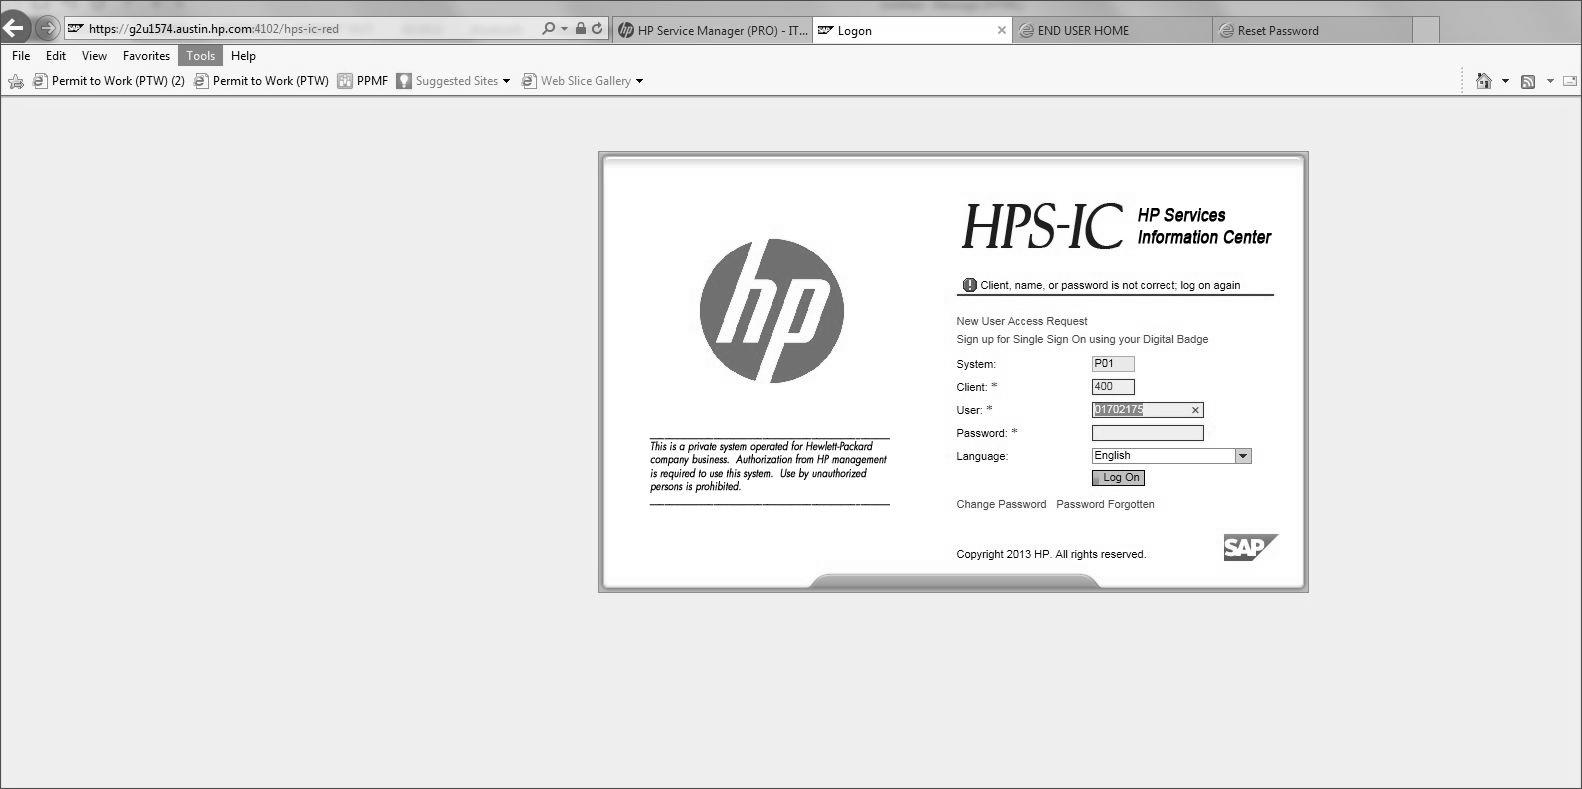 https://g2u1574.austin.hp.com:4102/hps-ic-red
HP Service Manager (PRO) - IT...
Logon
END USER HOME
Reset Password
File Edit View Favorites Tools Help
Permit to Work (PTW) (2) Permit to Work (PTW) PPMF Suggested Sites Web Slice Gallery
HPS-IC
HP Services
Information Center
hp
Client, name, or password is not correct; log on again
New User Access Request
Sign up for Single Sign On using your Digital Badge
System: P01
Client: * 400
User: * 01702175
Password: *
Language: English
Log On
Change Password Password Forgotten
This is a private system operated for Hewlett-Packard
company business. Authorization from HP management
is required to use this system. Use by unauthorized
persons is prohibited.
SAP
Copyright 2013 HP. All rights reserved.